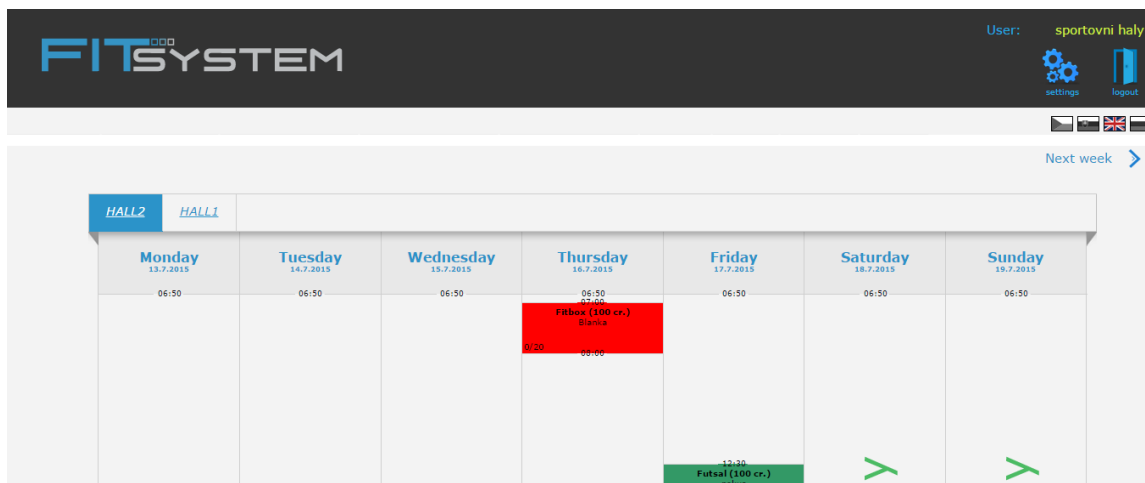 User: sportovni haly
FITSYSTEM
settings logout
Next week
HALL2 HALL1
Monday Tuesday Wednesday Thursday Friday Saturday Sunday
13.7.2015 14.7.2015 15.7.2015 16.7.2015 17.7.2015 18.7.2015 19.7.2015
06:50 06:50 06:50 06:50 06:50 06:50 06:50
07:00
Fitbox (100 cr.)
Blanka
0/20
08:00
12:30
Futsal (100 cr.)